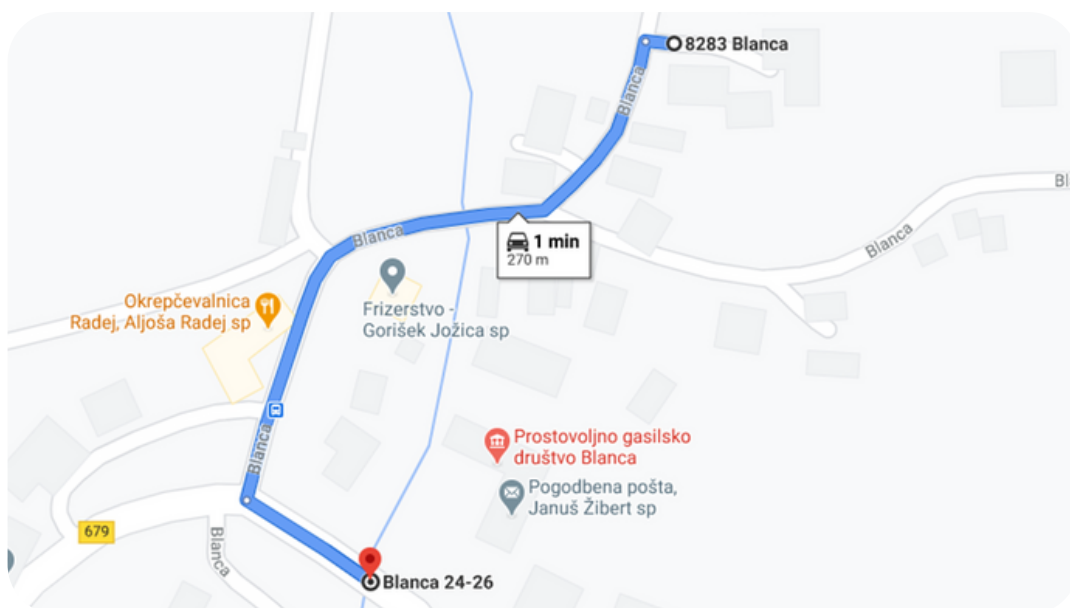 8283 Blanca
Blanca
Bl
Blanca
Blanca
1 min
270 m
Okrepčevalnica
Radej, Aljoša Radej sp
Frizerstvo -
Gorišek Jožica sp
Blanca
Prostovoljno gasilsko
društvo Blanca
Pogodbena pošta,
Januš Žibert sp
679
Blanca
Blanca 24-26